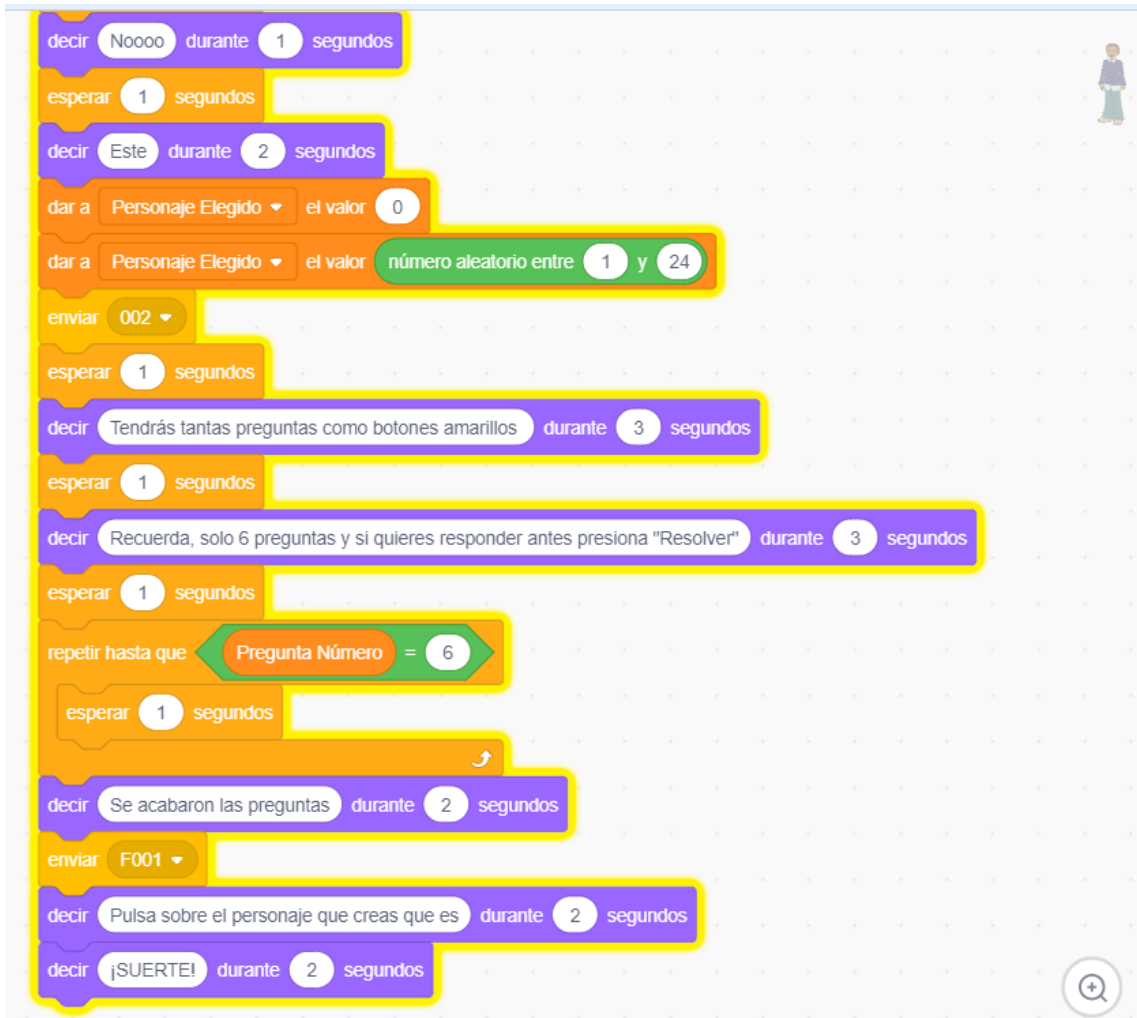 decir Noooo durante 1 segundos
esperar 1 segundos
decir Este durante 2 segundos
dar a Personaje Elegido el valor 0
dar a Personaje Elegido el valor número aleatorio entre 1 y 24
enviar 002
esperar 1 segundos
decir Tendrás tantas preguntas como botones amarillos durante 3 segundos
esperar 1 segundos
decir Recuerda, solo 6 preguntas y si quieres responder antes presiona "Resolver" durante 3 segundos
esperar 1 segundos
repetir hasta que Pregunta Número = 6
esperar 1 segundos
decir Se acabaron las preguntas durante 2 segundos
enviar F001
decir Pulsa sobre el personaje que creas que es durante 2 segundos
decir ¡SUERTE! durante 2 segundos